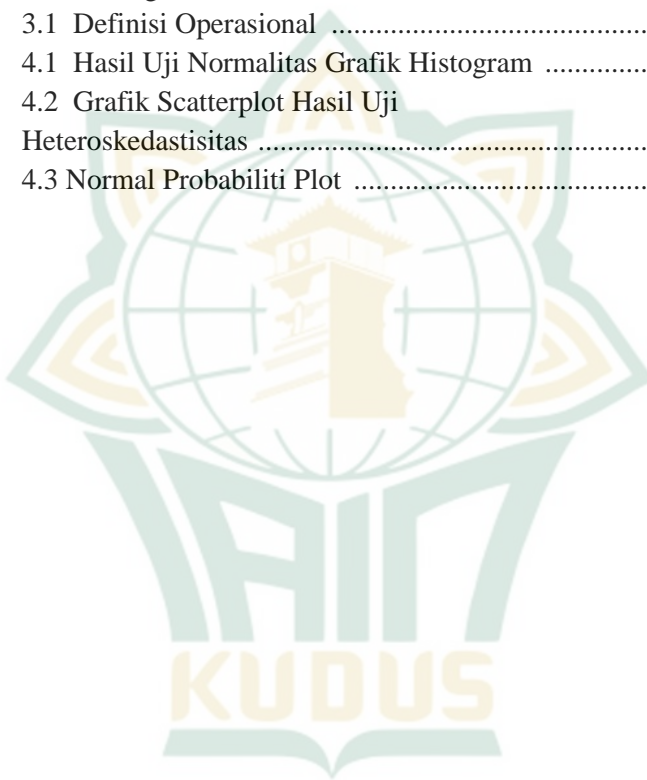 3.1 Definisi Operasional ............................................
4.1 Hasil Uji Normalitas Grafik Histogram ...............
4.2 Grafik Scatterplot Hasil Uji
Heteroskedastisitas ......................................................
4.3 Normal Probabiliti Plot .........................................
IAIN
KUDUS